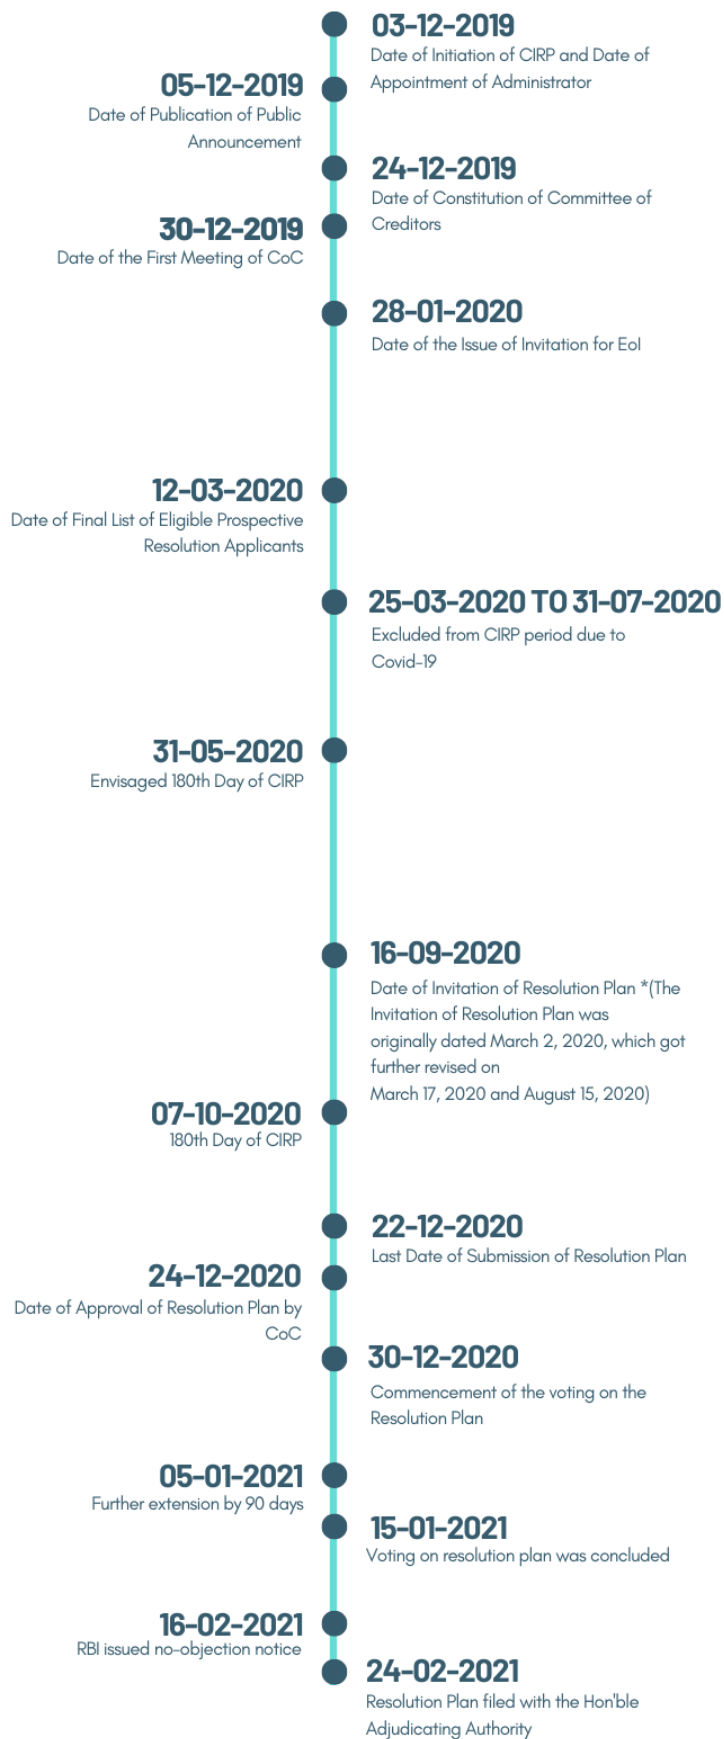 03-12-2019
Date of Initiation of CIRP and Date of
Appointment of Administrator
05-12-2019
Date of Publication of Public
Announcement
24-12-2019
Date of Constitution of Committee of
Creditors
30-12-2019
Date of the First Meeting of CoC
28-01-2020
Date of the Issue of Invitation for EoI
12-03-2020
Date of Final List of Eligible Prospective
Resolution Applicants
25-03-2020 TO 31-07-2020
Excluded from CIRP period due to
Covid-19
31-05-2020
Envisaged 180th Day of CIRP
16-09-2020
Date of Invitation of Resolution Plan *(The
Invitation of Resolution Plan was
originally dated March 2, 2020, which got
further revised on
March 17, 2020 and August 15, 2020)
07-10-2020
180th Day of CIRP
22-12-2020
Last Date of Submission of Resolution Plan
24-12-2020
Date of Approval of Resolution Plan by
CoC
30-12-2020
Commencement of the voting on the
Resolution Plan
05-01-2021
Further extension by 90 days
15-01-2021
Voting on resolution plan was concluded
16-02-2021
RBI issued no-objection notice
24-02-2021
Resolution Plan filed with the Hon'ble
Adjudicating Authority